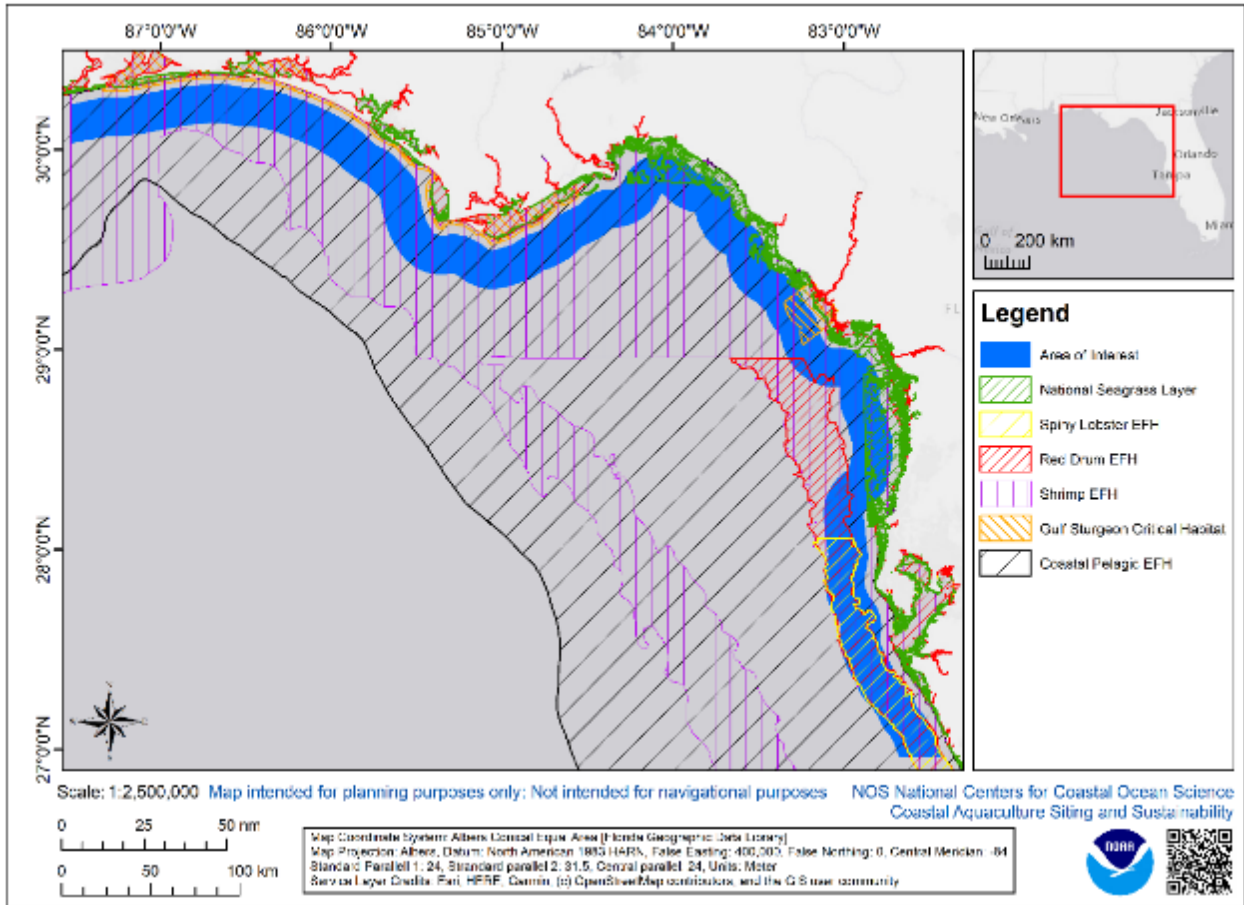 87°0'0"W 86°0'0"W 85°0'0"W 84°0'0"W 83°0'0"W
30°0'0"N
29°0'0"N
28°0'0"N
27°0'0"N
FL
New Orleans
Jacksonville
Orlando
Tampa
Miam
Gulf of
0 200 km
Legend
Area of Interest
National Seagrass Layer
Spiny Lobster EFH
Red Drum EFH
Shrimp EFH
Gulf Sturgeon Critical Habitat
Coastal Pelagic EFH
Scale: 1:2,500,000 Map intended for planning purposes only; Not intended for navigational purposes
NOS National Centers for Coastal Ocean Science
Coastal Aquaculture Siting and Sustainability
0 25 50 nm
0 50 100 km
Map Coordinate System: Albers Conical Equal Area [Florida Geographic Data Library]
Map Projection: Albers, Datum: North American 1983 HARN, False Easting: 400,000, False Northing: 0, Central Meridian: -84
Standard Parallel 1: 24, Strandard parallel 2: 31.5, Central parallel: 24, Units: Meter
Service Layer Credits: Esri, HERE, Garmin, (c) OpenStreetMap contributors, and the GIS user community
NOAA